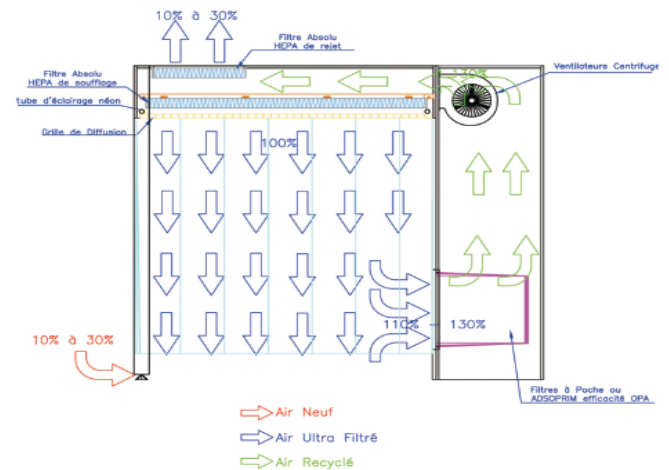 10% à 30%
Filtre Absolu
HEPA de rejet
Filtre Absolu
HEPA de soufflage
tube d'éclairage néon
Grille de Diffusion
130%
Ventilateurs Centrifuge
100%
110%
130%
10% à 30%
Filtres à Poche ou
ADSOPRIM efficacité OPA
Air Neuf
Air Ultra Filtré
Air Recyclé